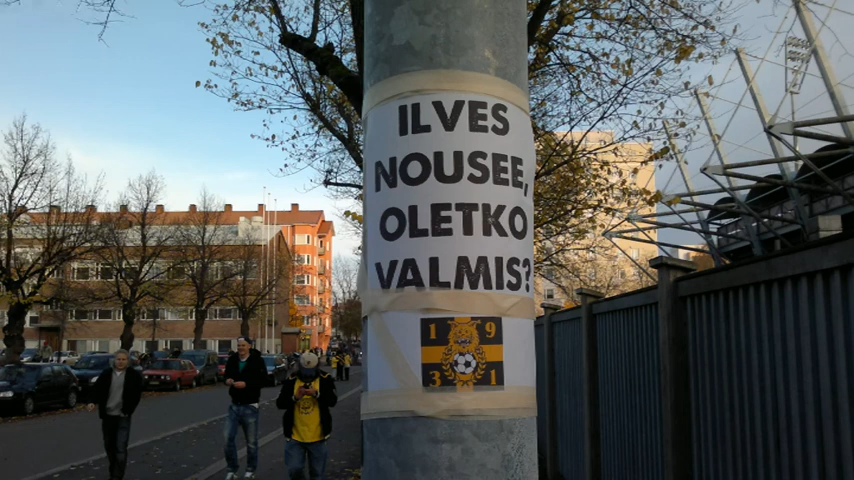 ILVES
NOUSEE,
OLETKO
VALMIS?
1 9
3 1